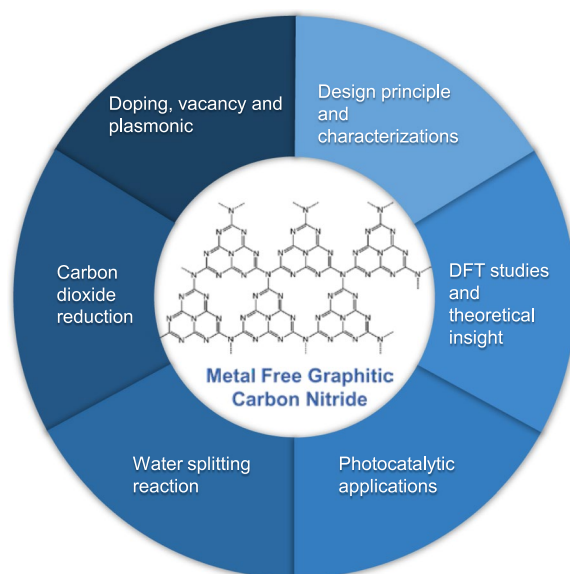 Doping, vacancy and
plasmonic
Design principle
and
characterizations
Carbon
dioxide
reduction
DFT studies
and
theoretical
insight
Metal Free Graphitic
Carbon Nitride
Water splitting
reaction
Photocatalytic
applications